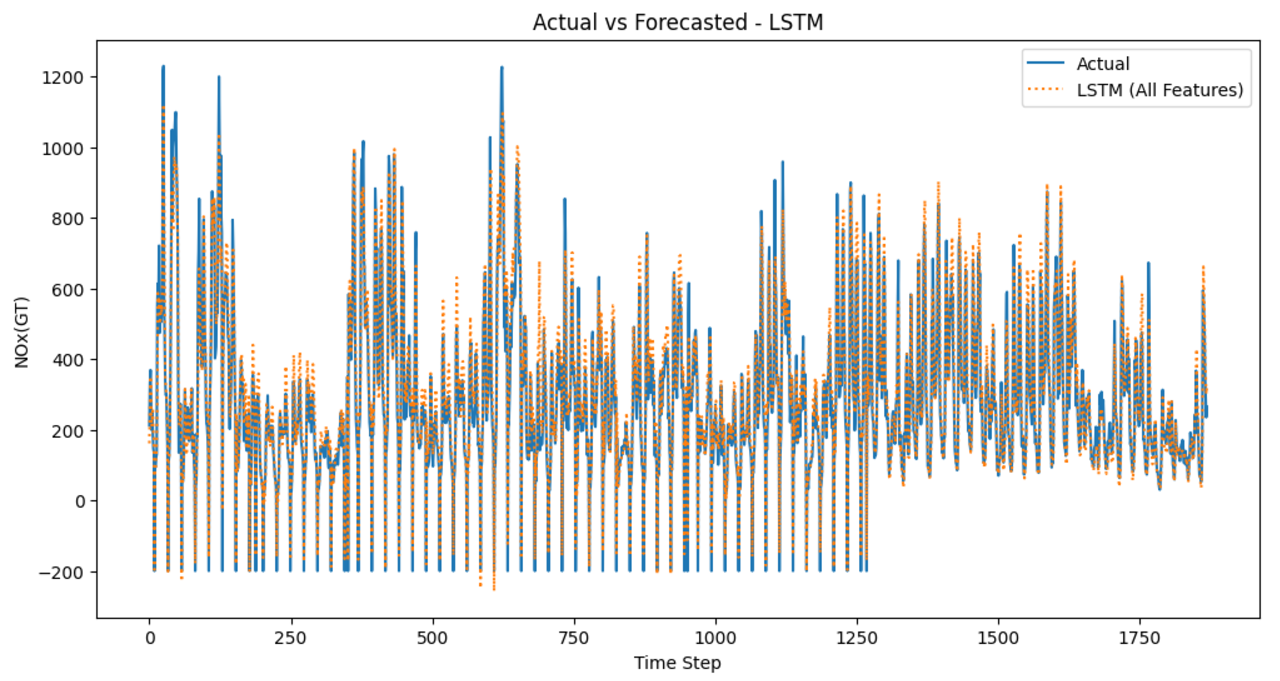 Actual vs Forecasted - LSTM
Actual
LSTM (All Features)
1200
1000
800
600
400
200
0
−200
NOx(GT)
0 250 500 750 1000 1250 1500 1750
Time Step